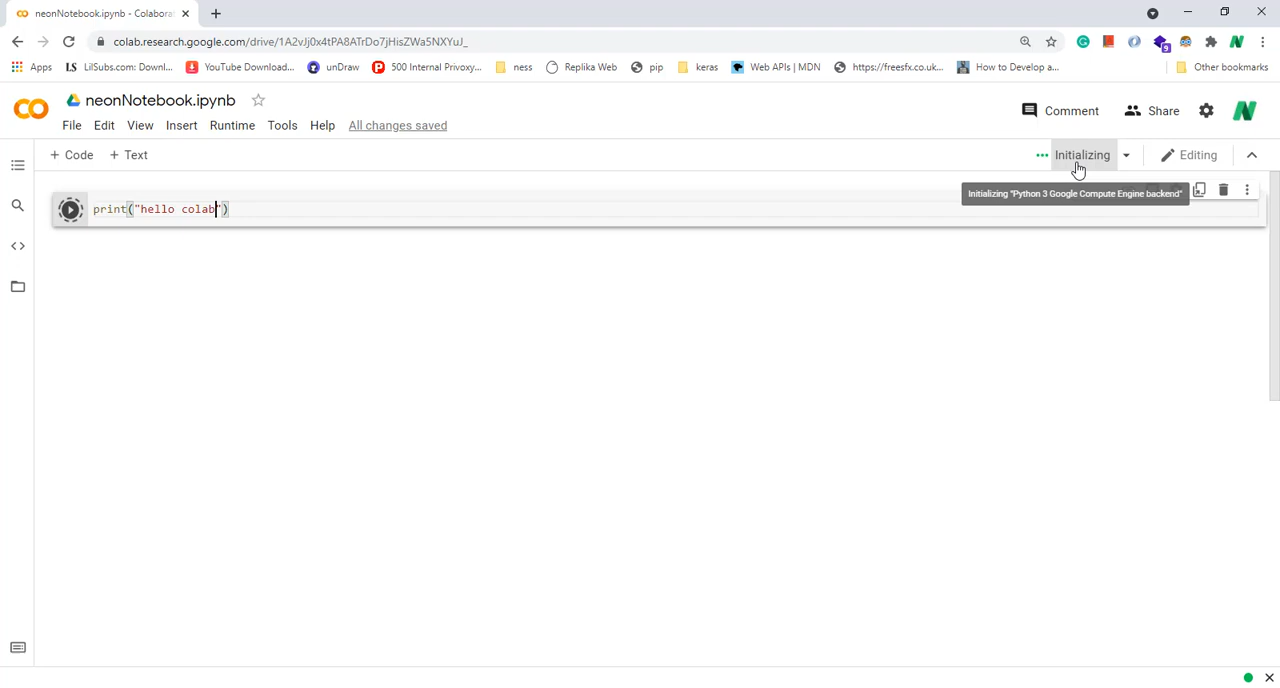 neonNotebook.ipynb - Colabora
colab.research.google.com/drive/1A2vJj0x4tPA8ATrDo7jHisZWa5NXYuJ_
9
Apps LS LilSubs.com: Downl... YouTube Download... unDraw 500 Internal Privoxy... ness Replika Web pip keras Web APIs | MDN https://freesfx.co.uk... How to Develop a... Other bookmarks
neonNotebook.ipynb
Comment Share
File Edit View Insert Runtime Tools Help All changes saved
+ Code + Text Initializing Editing
Initializing "Python 3 Google Compute Engine backend"
print("hello colab")